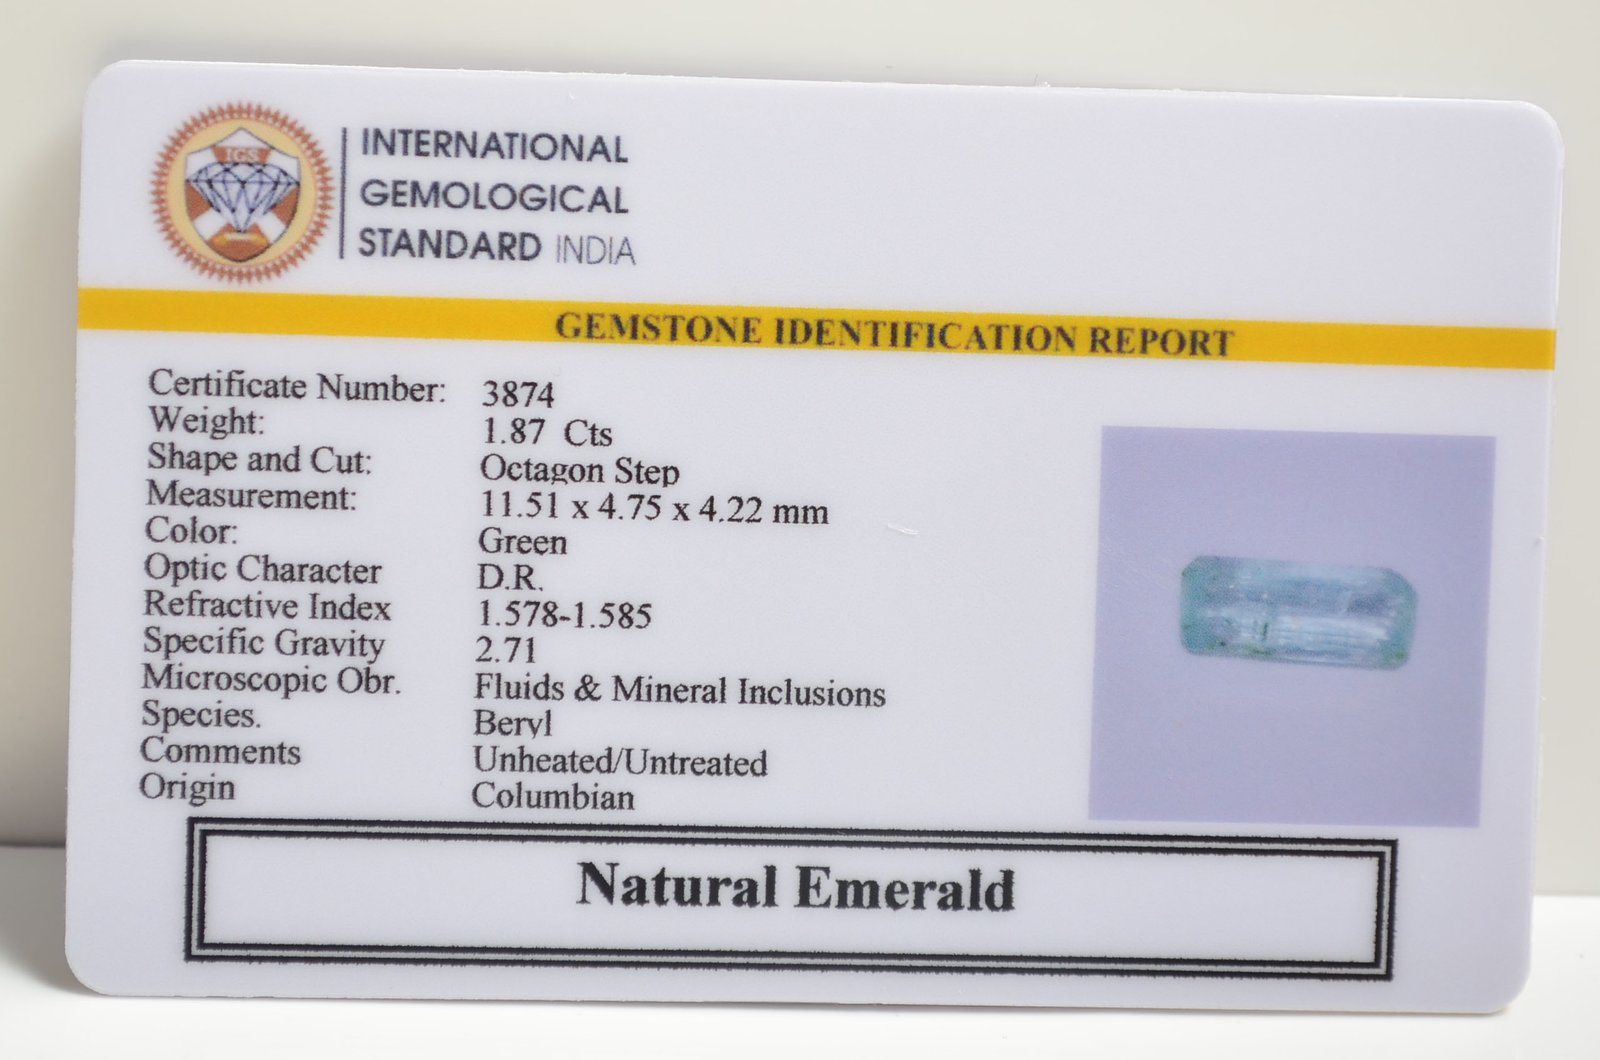 IGS
INTERNATIONAL
GEMOLOGICAL
STANDARD INDIA
GEMSTONE IDENTIFICATION REPORT
Certificate Number: 3874
Weight: 1.87 Cts
Shape and Cut: Octagon Step
Measurement: 11.51 x 4.75 x 4.22 mm
Color: Green
Optic Character D.R.
Refractive Index 1.578-1.585
Specific Gravity 2.71
Microscopic Obr. Fluids & Mineral Inclusions
Species. Beryl
Comments Unheated/Untreated
Origin Columbian
Natural Emerald